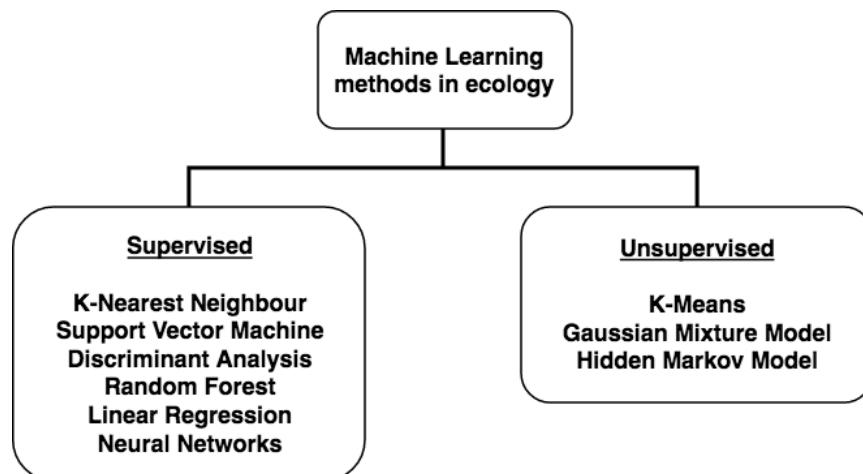 Machine Learning
methods in ecology
Supervised
K-Nearest Neighbour
Support Vector Machine
Discriminant Analysis
Random Forest
Linear Regression
Neural Networks
Unsupervised
K-Means
Gaussian Mixture Model
Hidden Markov Model